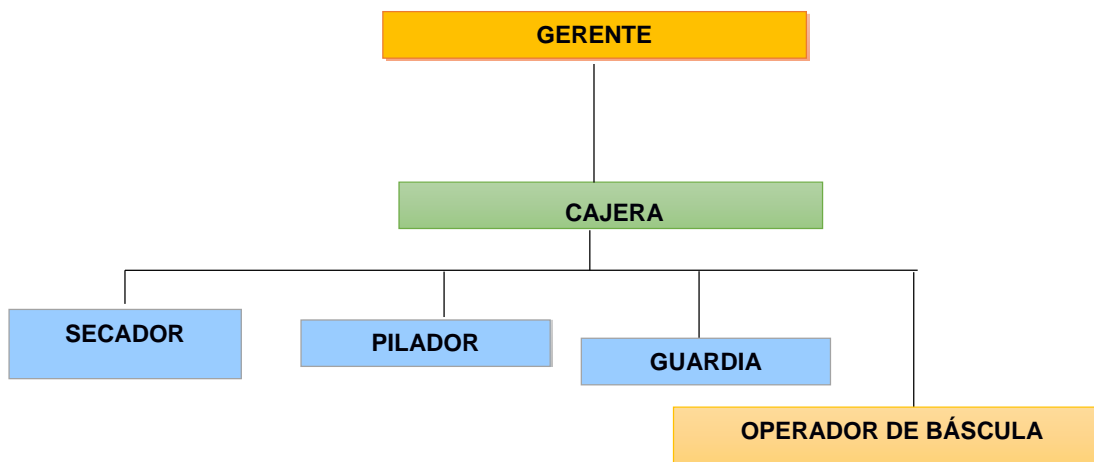 GERENTE
CAJERA
SECADOR
PILADOR
GUARDIA
OPERADOR DE BÁSCULA